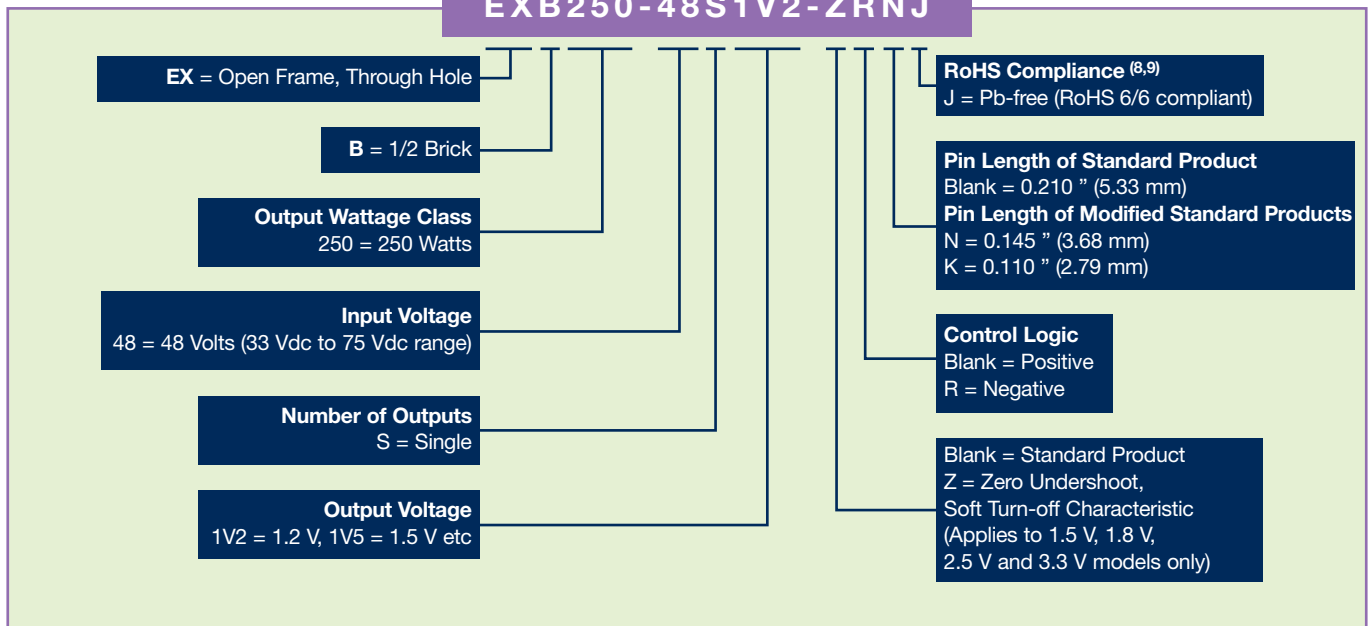 EXB250-48S1V2-ZRNJ
EX = Open Frame, Through Hole
B = 1/2 Brick
Output Wattage Class
250 = 250 Watts
Input Voltage
48 = 48 Volts (33 Vdc to 75 Vdc range)
Number of Outputs
S = Single
Output Voltage
1V2 = 1.2 V, 1V5 = 1.5 V etc
RoHS Compliance (8,9)
J = Pb-free (RoHS 6/6 compliant)
Pin Length of Standard Product
Blank = 0.210 ” (5.33 mm)
Pin Length of Modified Standard Products
N = 0.145 ” (3.68 mm)
K = 0.110 ” (2.79 mm)
Control Logic
Blank = Positive
R = Negative
Blank = Standard Product
Z = Zero Undershoot,
Soft Turn-off Characteristic
(Applies to 1.5 V, 1.8 V,
2.5 V and 3.3 V models only)